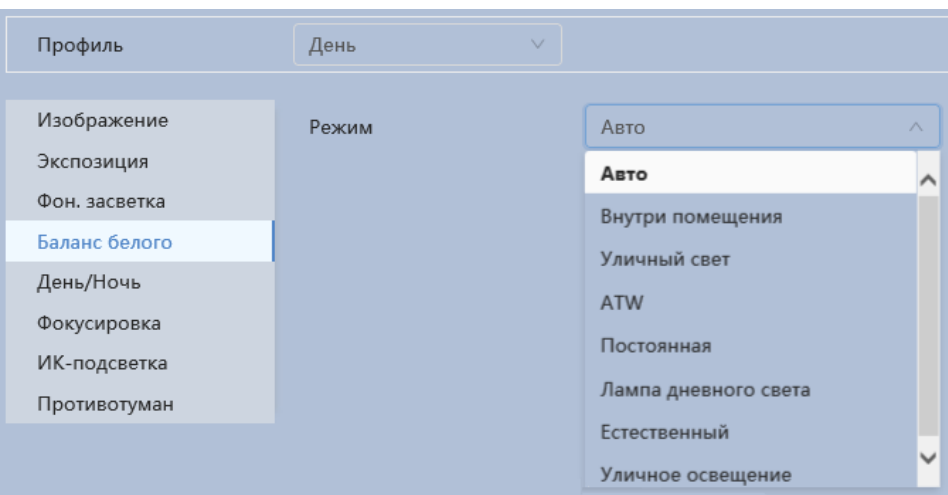 Профиль
День
Изображение
Экспозиция
Фон. засветка
Баланс белого
День/Ночь
Фокусировка
ИК-подсветка
Противотуман
Режим
Авто
Авто
Внутри помещения
Уличный свет
ATW
Постоянная
Лампа дневного света
Естественный
Уличное освещение